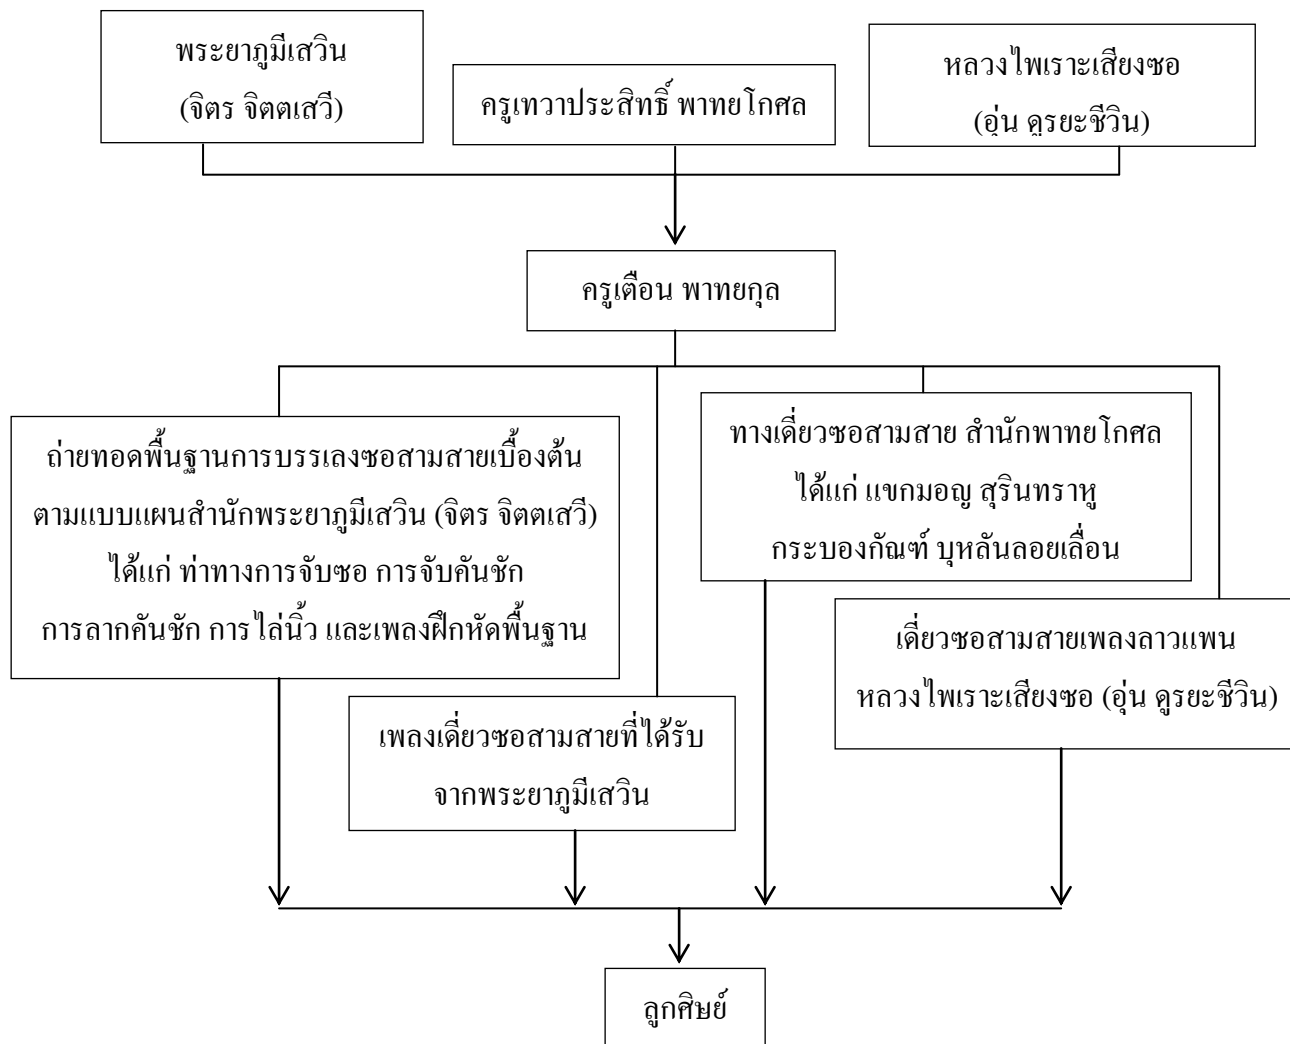 พระยาภูมีเสวิน
(จิตร จิตตเสวี)
ครูเทวาประสิทธิ์ พาทยโกศล
หลวงไพเราะเสียงซอ
(อุ่น ดูรยะชีวิน)
ครูเตือน พาทยกุล
ถ่ายทอดพื้นฐานการบรรเลงซอสามสายเบื้องต้น
ตามแบบแผนสำนักพระยาภูมีเสวิน (จิตร จิตตเสวี)
ได้แก่ ท่าทางการจับซอ การจับคันชัก
การลากคันชัก การไล่นิ้ว และเพลงฝึกหัดพื้นฐาน
เพลงเดี่ยวซอสามสายที่ได้รับ
จากพระยาภูมีเสวิน
ทางเดี่ยวซอสามสาย สำนักพาทยโกศล
ได้แก่ แขกมอญ สุรินทราหู
กระบองกัณฑ์ บุหลันลอยเลื่อน
เดี่ยวซอสามสายเพลงลาวแพน
หลวงไพเราะเสียงซอ (อุ่น ดูรยะชีวิน)
ลูกศิษย์